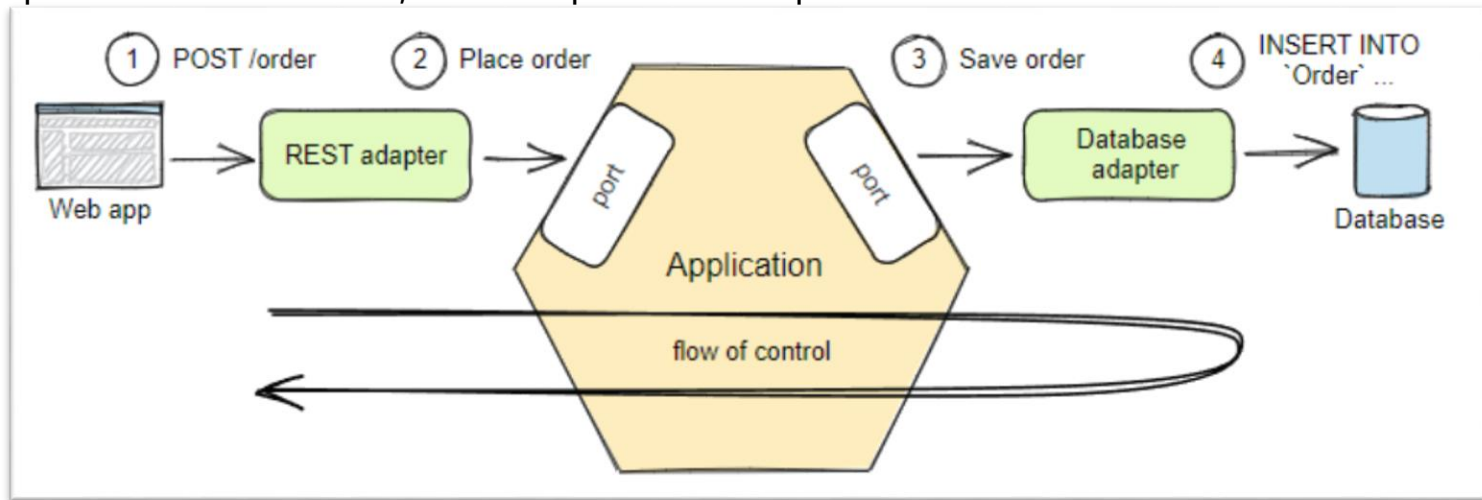 1 POST /order
2 Place order
3 Save order
4 INSERT INTO
`Order` ...
REST adapter
port
port
Database
adapter
Web app
Database
Application
flow of control